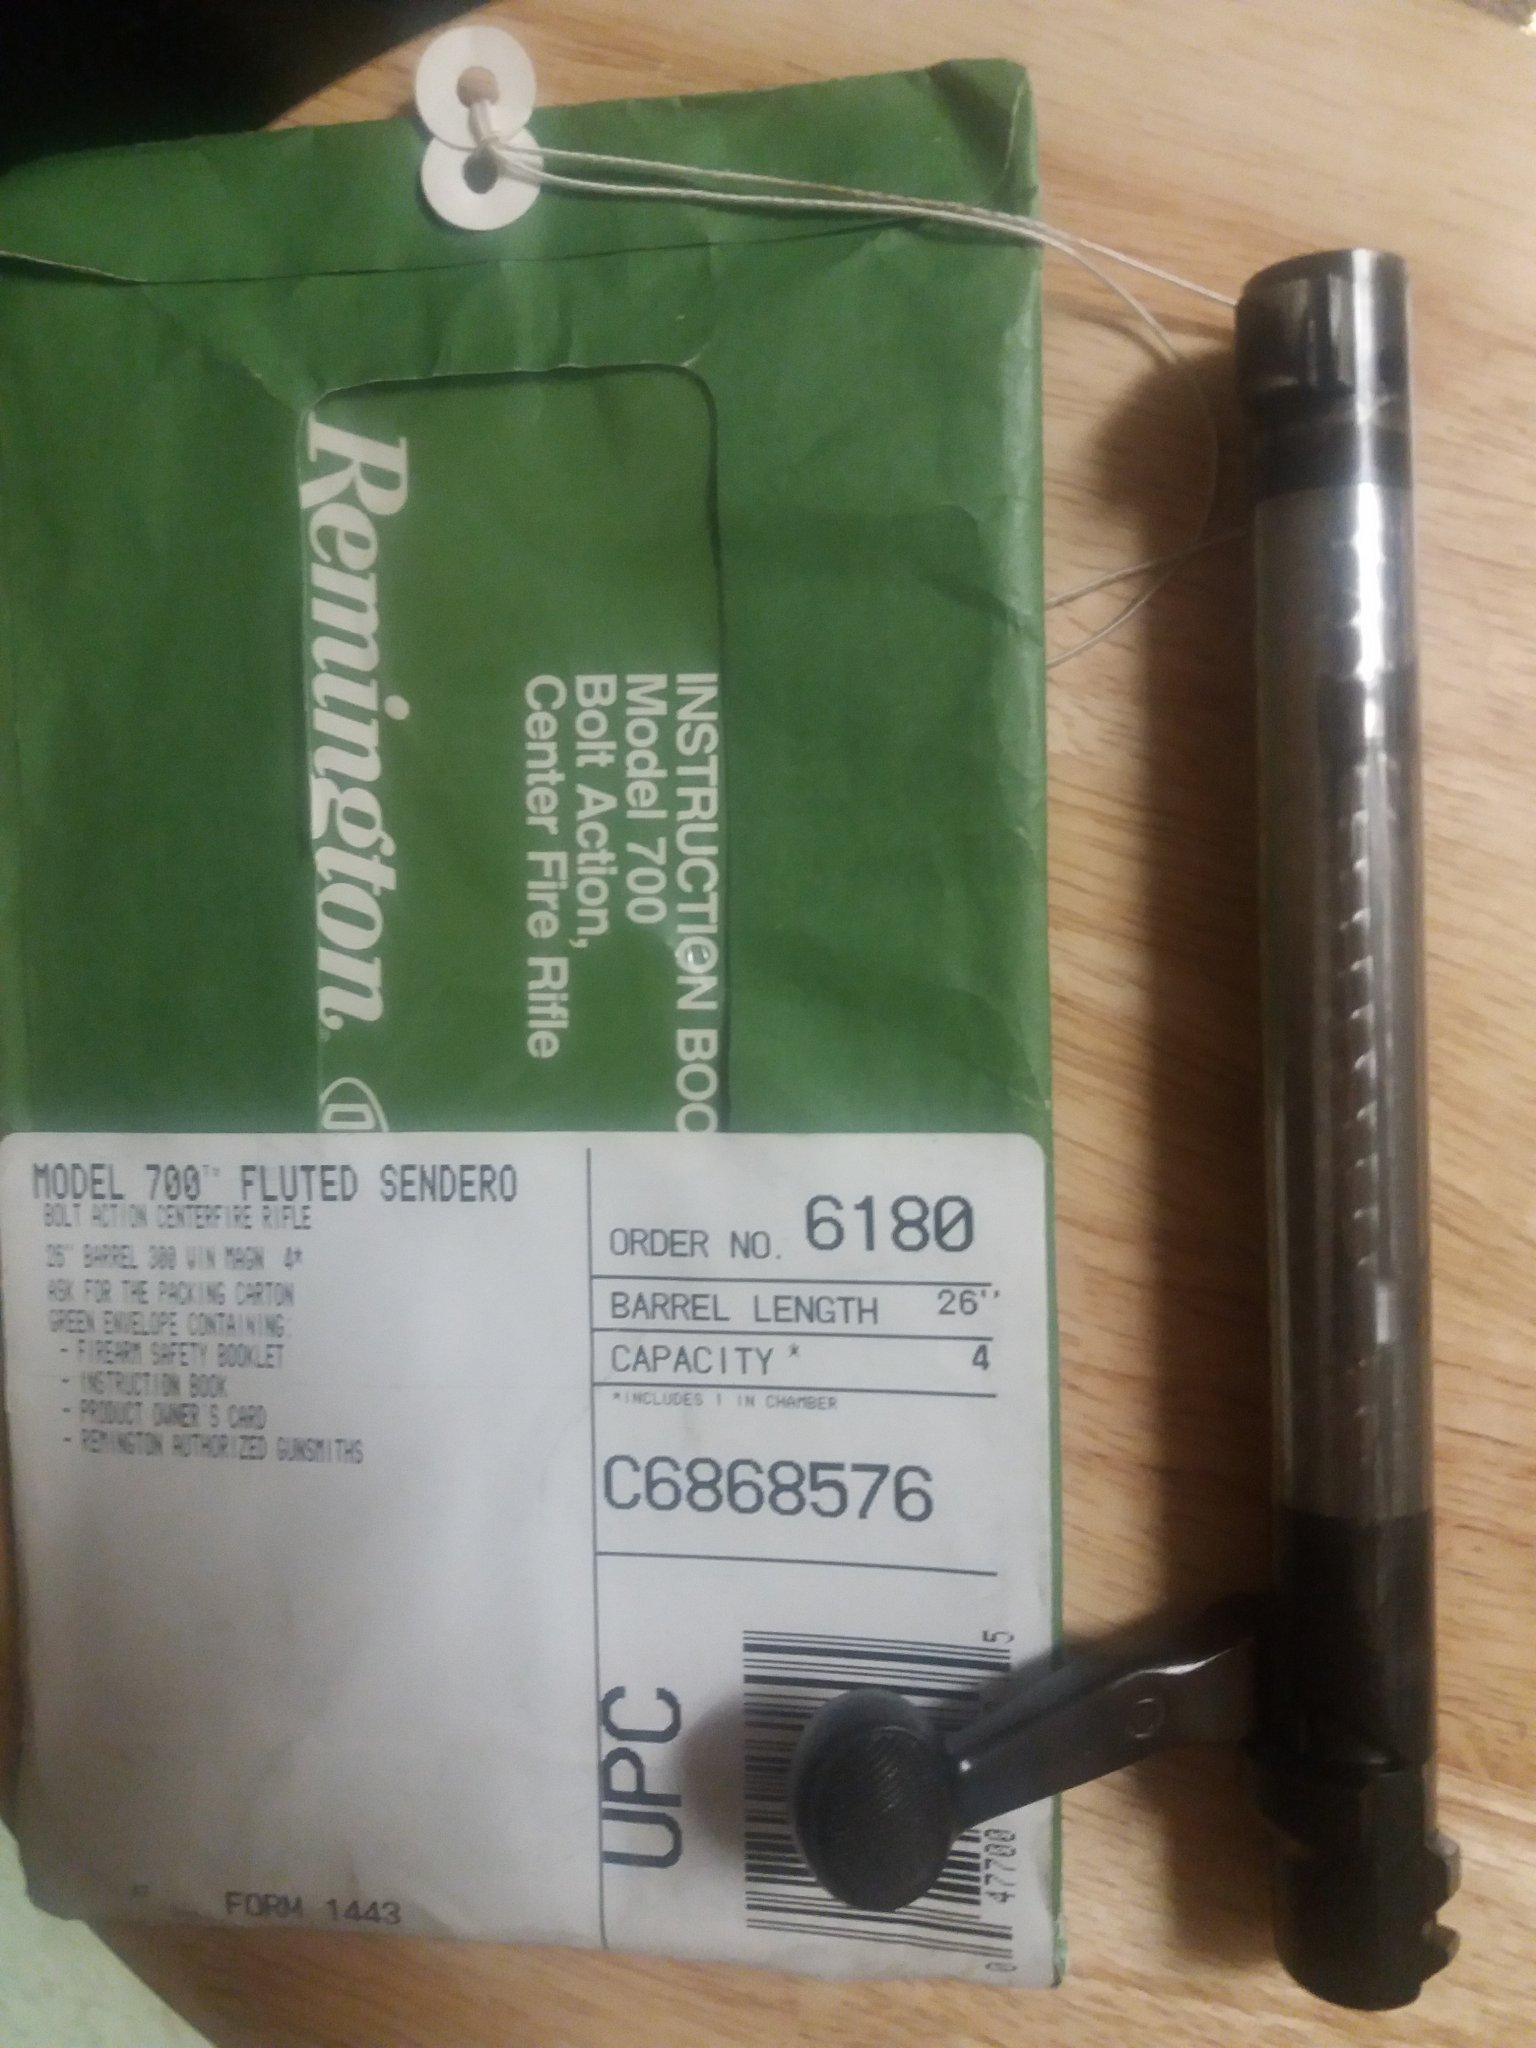 Remington
INSTRUCTION BOO
Model 700
Bolt Action,
Center Fire Rifle
MODEL 700™ FLUTED SENDERO
BOLT ACTION CENTERFIRE RIFLE
26" BARREL 300 WIN MAGN 4*
ASK FOR THE PACKING CARTON
GREEN ENVELOPE CONTAINING:
- FIREARM SAFETY BOOKLET
- INSTRUCTION BOOK
- PRODUCT OWNER'S CARD
- REMINGTON AUTHORIZED GUNSMITHS
FORM 1443
ORDER NO. 6180
BARREL LENGTH 26"
CAPACITY * 4
*INCLUDES 1 IN CHAMBER
C6868576
UPC
0 47700 5